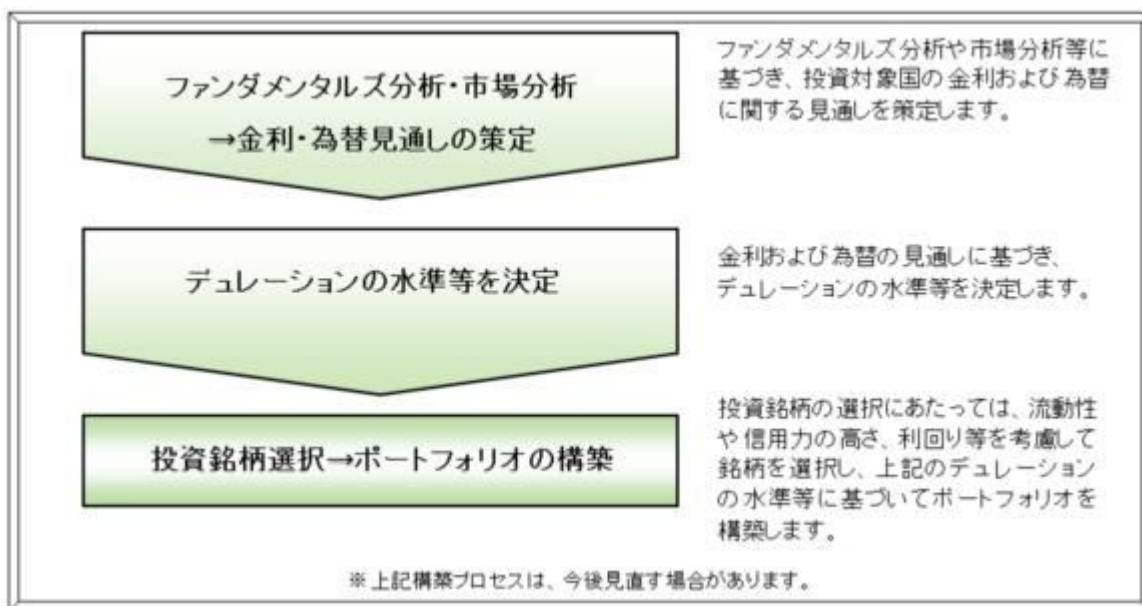 ファンダメンタルズ分析・市場分析
→金利・為替見通しの策定
ファンダメンタルズ分析や市場分析等に
基づき、投資対象国の金利および為替
に関する見通しを策定します。
デュレーションの水準等を決定
金利および為替の見通しに基づき、
デュレーションの水準等を決定します。
投資銘柄選択→ポートフォリオの構築
投資銘柄の選択にあたっては、流動性
や信用力の高さ、利回り等を考慮して
銘柄を選択し、上記のデュレーション
の水準等に基づいてポートフォリオを
構築します。
※上記構築プロセスは、今後見直す場合があります。